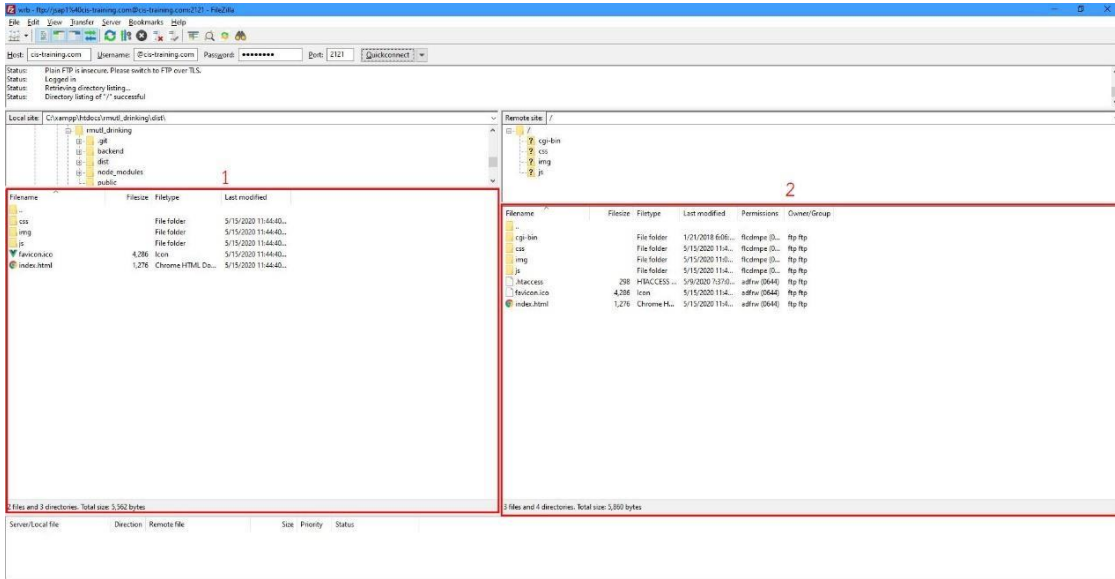 wrb - ftp://jsap1%40cis-training.com@cis-training.com:2121 - FileZilla
File Edit View Transfer Server Bookmarks Help
Host: cis-training.com Username: @cis-training.com Password: ●●●●●●●● Port: 2121 Quickconnect
Status: Plain FTP is insecure. Please switch to FTP over TLS.
Status: Logged in
Status: Retrieving directory listing...
Status: Directory listing of "/" successful
Local site: C:\xampp\htdocs\rmutl_drinking\dist\
rmutl_drinking
.git
backend
dist
node_modules
public
1
Filename Filesize Filetype Last modified
..
css File folder 5/15/2020 11:44:40...
img File folder 5/15/2020 11:44:40...
js File folder 5/15/2020 11:44:40...
favicon.ico 4,286 Icon 5/15/2020 11:44:40...
index.html 1,276 Chrome HTML Do... 5/15/2020 11:44:40...
2 files and 3 directories. Total size: 5,562 bytes
Remote site: /
/
cgi-bin
css
img
js
2
Filename Filesize Filetype Last modified Permissions Owner/Group
..
cgi-bin File folder 1/21/2018 6:06:... flcdmpe (0... ftp ftp
css File folder 5/15/2020 11:4... flcdmpe (0... ftp ftp
img File folder 5/15/2020 11:0... flcdmpe (0... ftp ftp
js File folder 5/15/2020 11:4... flcdmpe (0... ftp ftp
.htaccess 298 HTACCESS ... 5/9/2020 7:37:0... adfrw (0644) ftp ftp
favicon.ico 4,286 Icon 5/15/2020 11:4... adfrw (0644) ftp ftp
index.html 1,276 Chrome H... 5/15/2020 11:4... adfrw (0644) ftp ftp
3 files and 4 directories. Total size: 5,860 bytes
Server/Local file Direction Remote file Size Priority Status